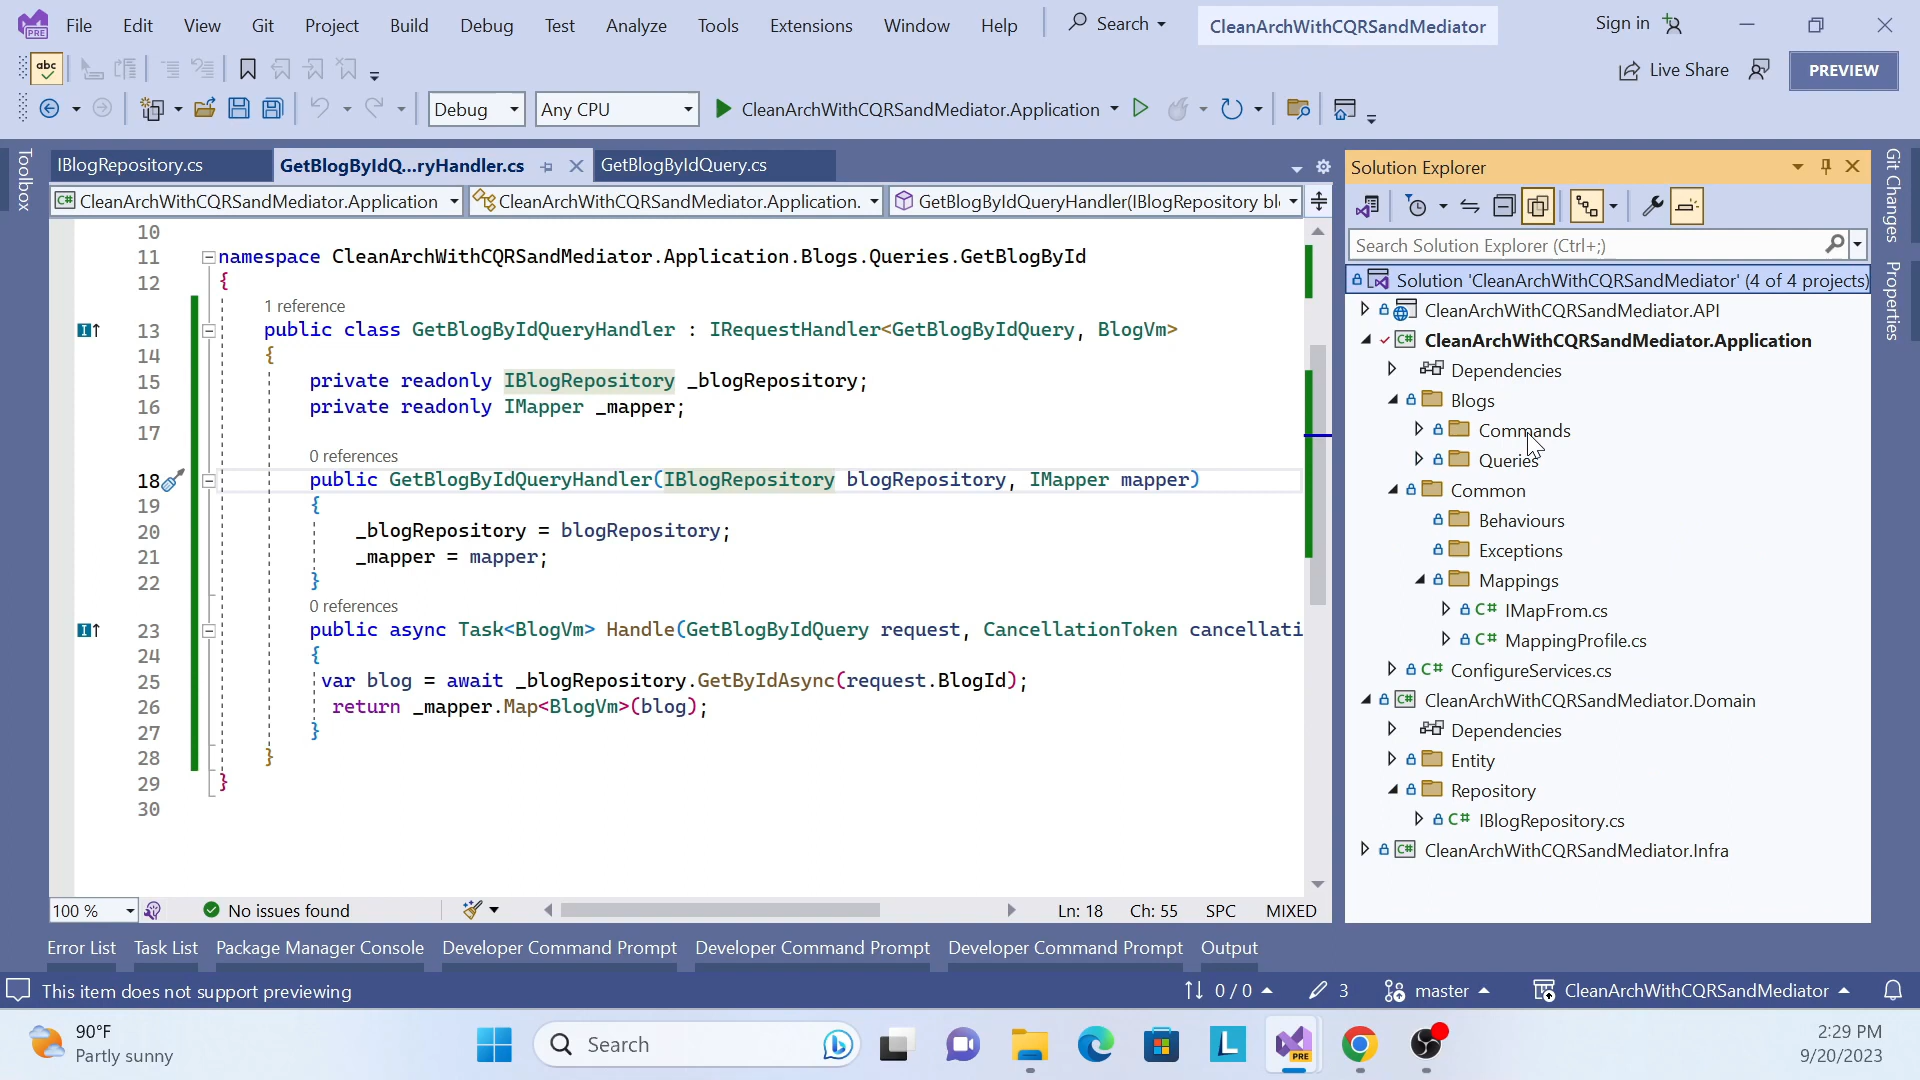 File Edit View Git Project Build Debug Test Analyze Tools Extensions Window Help Search CleanArchWithCQRSandMediator Sign in
PRE
abc
Live Share PREVIEW
Debug Any CPU CleanArchWithCQRSandMediator.Application
Toolbox
IBlogRepository.cs GetBlogByIdQ...ryHandler.cs GetBlogByIdQuery.cs
C# CleanArchWithCQRSandMediator.Application CleanArchWithCQRSandMediator.Application. GetBlogByIdQueryHandler(IBlogRepository bl
10
11 namespace CleanArchWithCQRSandMediator.Application.Blogs.Queries.GetBlogById
12 {
1 reference
13 public class GetBlogByIdQueryHandler : IRequestHandler<GetBlogByIdQuery, BlogVm>
14 {
15 private readonly IBlogRepository _blogRepository;
16 private readonly IMapper _mapper;
17
0 references
18 public GetBlogByIdQueryHandler(IBlogRepository blogRepository, IMapper mapper)
19 {
20 _blogRepository = blogRepository;
21 _mapper = mapper;
22 }
0 references
23 public async Task<BlogVm> Handle(GetBlogByIdQuery request, CancellationToken cancellati
24 {
25 var blog = await _blogRepository.GetByIdAsync(request.BlogId);
26 return _mapper.Map<BlogVm>(blog);
27 }
28 }
29 }
30
100 % No issues found Ln: 18 Ch: 55 SPC MIXED
Solution Explorer
Search Solution Explorer (Ctrl+;)
Solution 'CleanArchWithCQRSandMediator' (4 of 4 projects)
CleanArchWithCQRSandMediator.API
C# CleanArchWithCQRSandMediator.Application
Dependencies
Blogs
Commands
Queries
Common
Behaviours
Exceptions
Mappings
C# IMapFrom.cs
C# MappingProfile.cs
C# ConfigureServices.cs
C# CleanArchWithCQRSandMediator.Domain
Dependencies
Entity
Repository
C# IBlogRepository.cs
C# CleanArchWithCQRSandMediator.Infra
Git Changes
Properties
Error List Task List Package Manager Console Developer Command Prompt Developer Command Prompt Developer Command Prompt Output
This item does not support previewing 0 / 0 3 master CleanArchWithCQRSandMediator
90°F
Partly sunny
Search
L
PRE
2:29 PM
9/20/2023